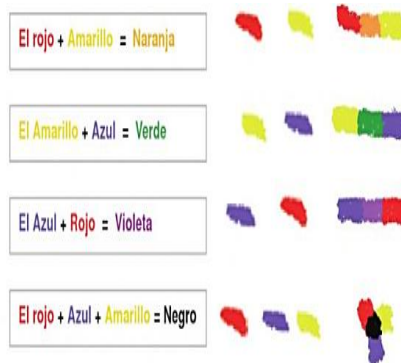 El rojo + Amarillo = Naranja
El Amarillo + Azul = Verde
El Azul + Rojo = Violeta
El rojo + Azul + Amarillo = Negro